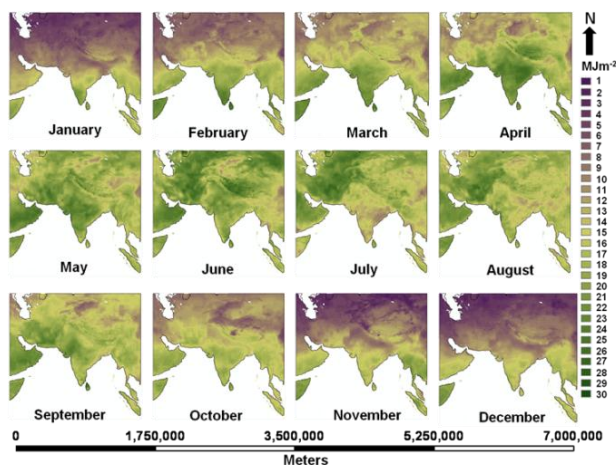 N
MJm-2
January
February
March
April
May
June
July
August
September
October
November
December
1
2
3
4
5
6
7
8
9
10
11
12
13
14
15
16
17
18
19
20
21
22
23
24
25
26
27
28
29
30
0
1,750,000
3,500,000
5,250,000
7,000,000
Meters